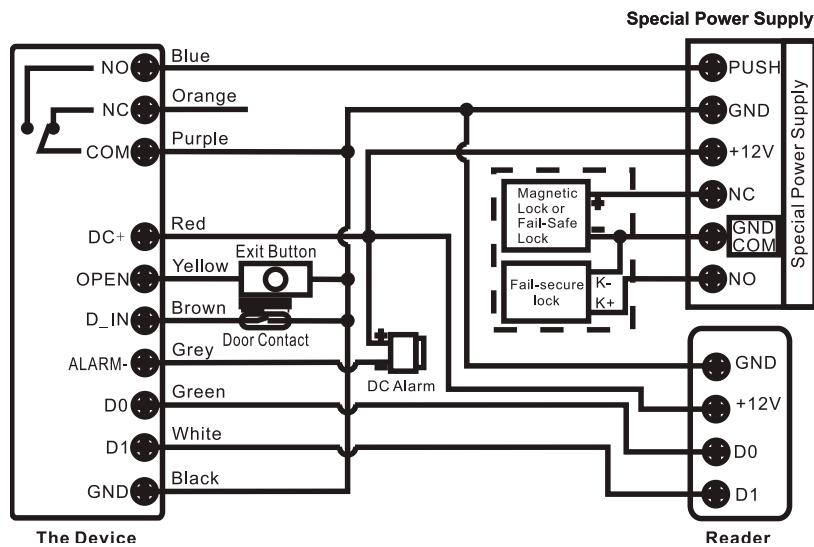 Special Power Supply
NO
Blue
PUSH
NC
Orange
GND
COM
Purple
+12V
Magnetic
Lock or
Fail-Safe
Lock
+
-
NC
GND
COM
NO
Special Power Supply
Fail-secure
lock
K-
K+
DC+
Red
OPEN
Yellow
Exit Button
D_IN
Brown
Door Contact
ALARM-
Grey
+
-
DC Alarm
D0
Green
D1
White
GND
Black
GND
+12V
D0
D1
The Device
Reader